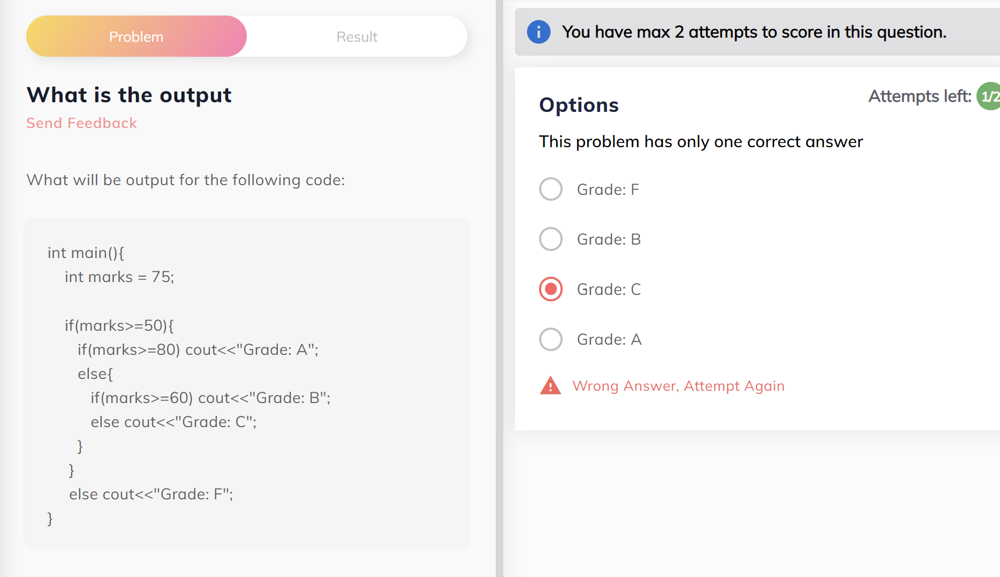 Problem
Result
What is the output
Send Feedback
What will be output for the following code:
int main(){
int marks = 75;
if(marks>=50){
if(marks>=80) cout<<"Grade: A";
else{
if(marks>=60) cout<<"Grade: B";
else cout<<"Grade: C";
}
}
else cout<<"Grade: F";
}
You have max 2 attempts to score in this question.
Options
Attempts left: 1/2
This problem has only one correct answer
Grade: F
Grade: B
Grade: C
Grade: A
Wrong Answer, Attempt Again